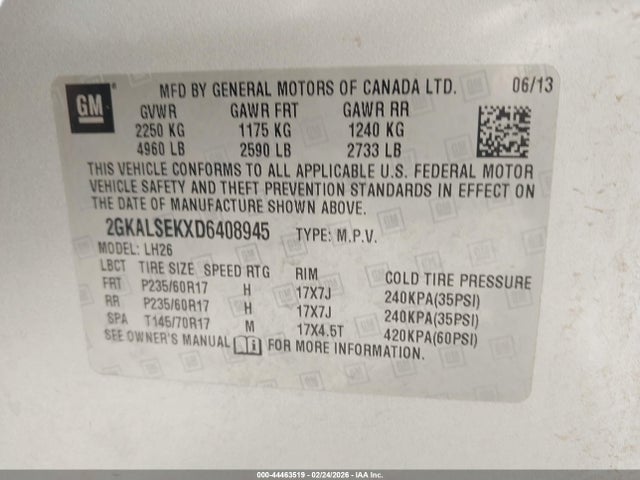 GM
MFD BY GENERAL MOTORS OF CANADA LTD. 06/13
GVWR GAWR FRT GAWR RR
2250 KG 1175 KG 1240 KG
4960 LB 2590 LB 2733 LB
THIS VEHICLE CONFORMS TO ALL APPLICABLE U.S. FEDERAL MOTOR
VEHICLE SAFETY AND THEFT PREVENTION STANDARDS IN EFFECT ON
THE DATE OF MANUFACTURE SHOWN ABOVE.
2GKALSEKXD6408945 TYPE: M.P.V.
MODEL: LH26
LBCT TIRE SIZE SPEED RTG RIM COLD TIRE PRESSURE
FRT P235/60R17 H 17X7J 240KPA(35PSI)
RR P235/60R17 H 17X7J 240KPA(35PSI)
SPA T145/70R17 M 17X4.5T 420KPA(60PSI)
SEE OWNER'S MANUAL FOR MORE INFORMATION.
000-44463519 - 02/24/2026 - IAA Inc.